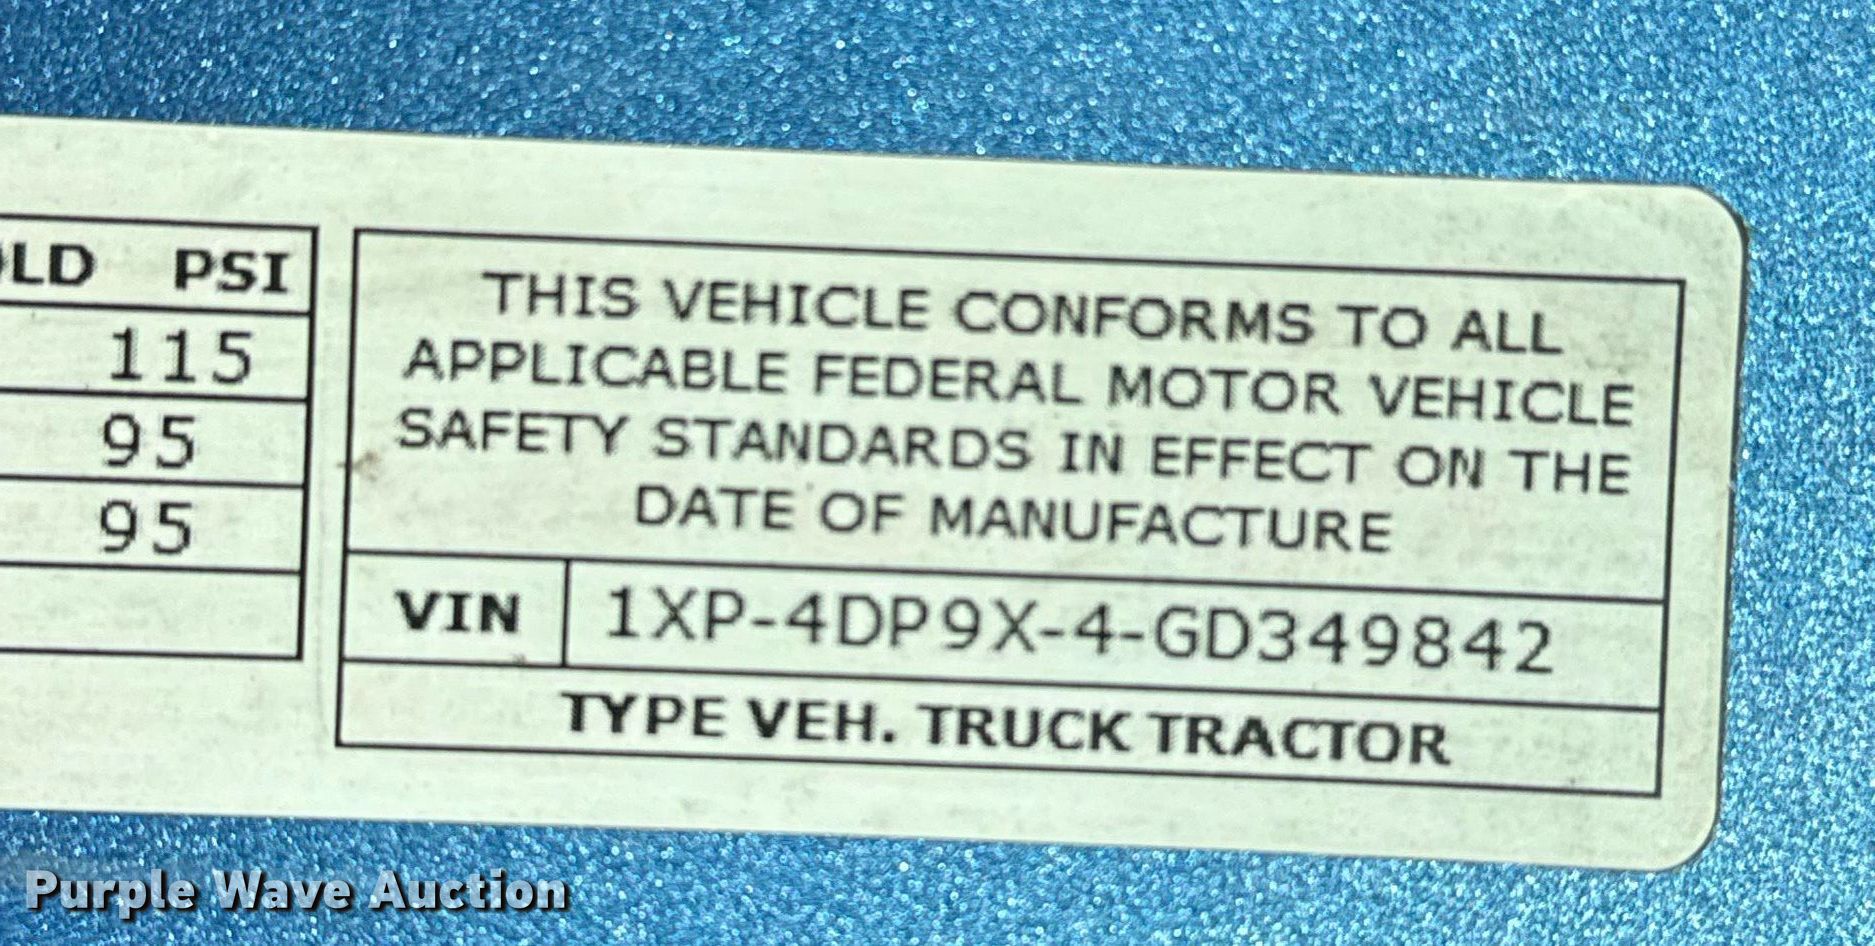 OLD PSI
115
95
95
THIS VEHICLE CONFORMS TO ALL
APPLICABLE FEDERAL MOTOR VEHICLE
SAFETY STANDARDS IN EFFECT ON THE
DATE OF MANUFACTURE
VIN 1XP-4DP9X-4-GD349842
TYPE VEH. TRUCK TRACTOR
Purple Wave Auction